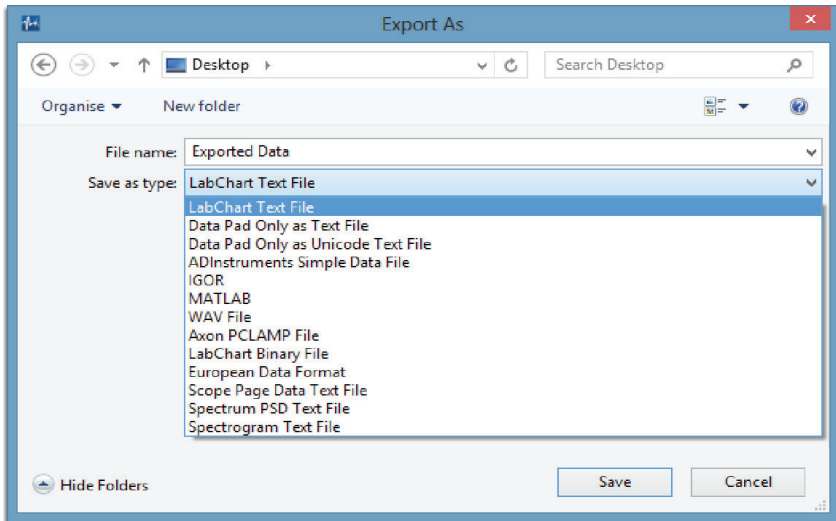 Export As
Desktop
Search Desktop
Organise
New folder
File name: Exported Data
Save as type: LabChart Text File
LabChart Text File
Data Pad Only as Text File
Data Pad Only as Unicode Text File
ADInstruments Simple Data File
IGOR
MATLAB
WAV File
Axon PCLAMP File
LabChart Binary File
European Data Format
Scope Page Data Text File
Spectrum PSD Text File
Spectrogram Text File
Hide Folders
Save
Cancel